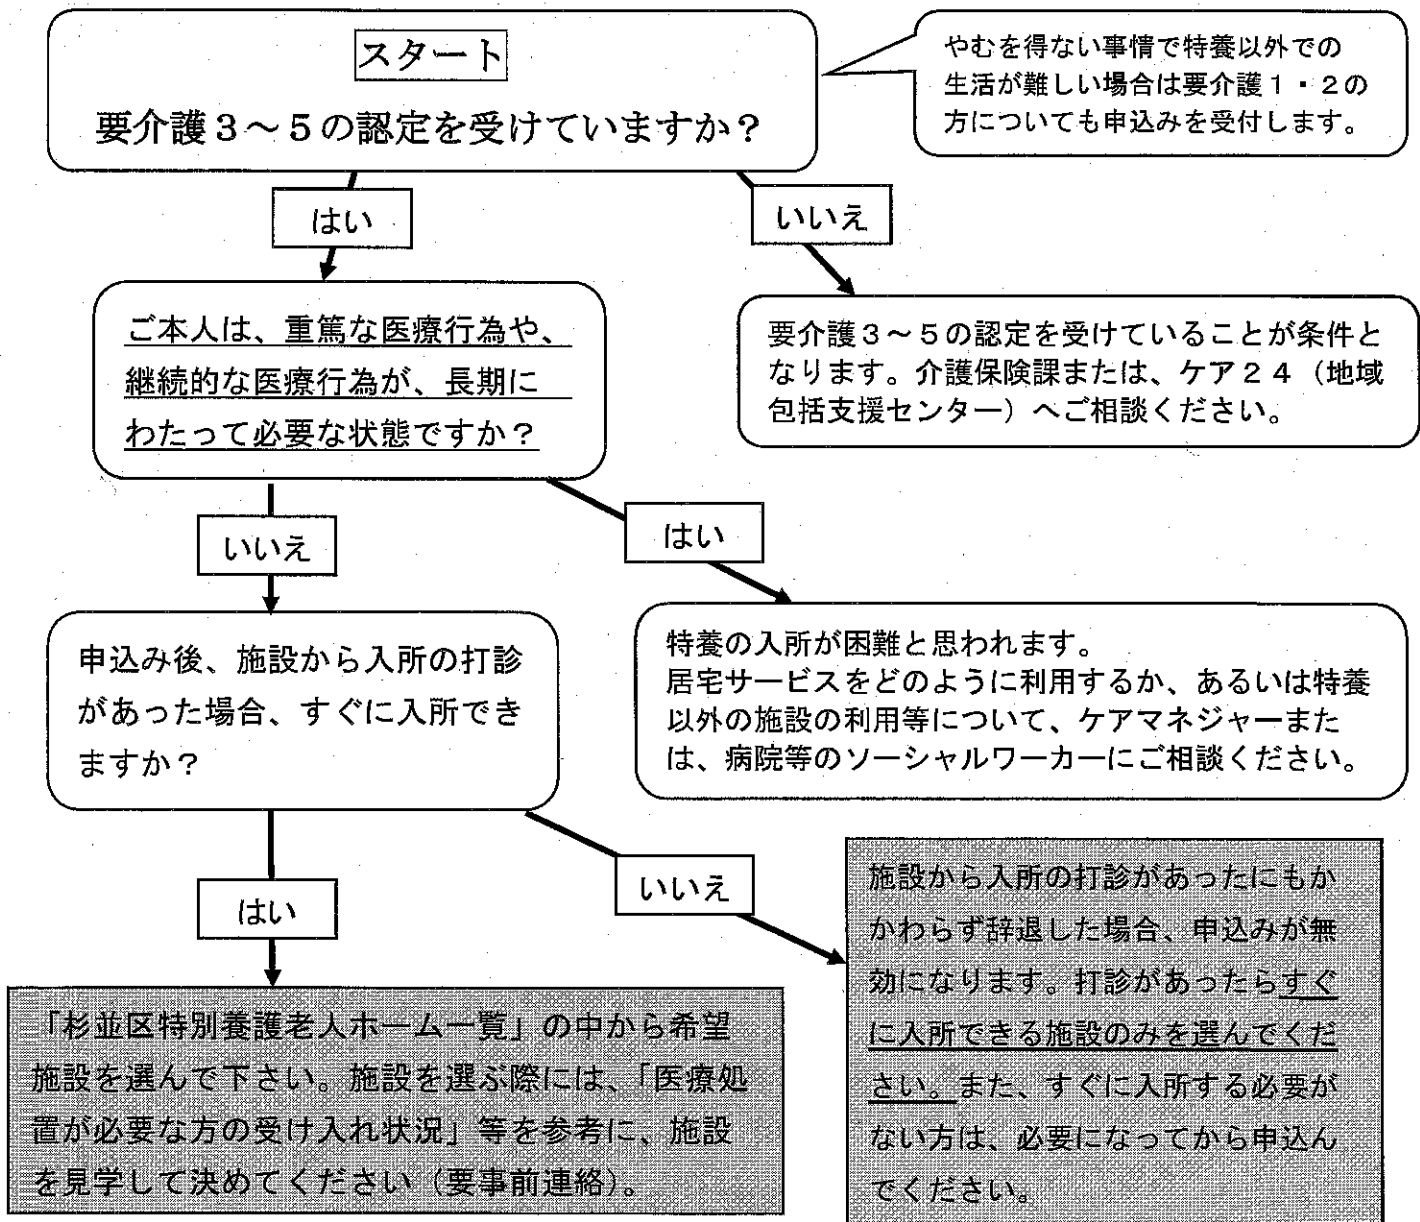 スタート
要介護３～５の認定を受けていますか？
やむを得ない事情で特養以外での
生活が難しい場合は要介護１・２の
方についても申込みを受付します。
はい
いいえ
ご本人は、重篤な医療行為や、
継続的な医療行為が、長期に
わたって必要な状態ですか？
要介護３～５の認定を受けていることが条件と
なります。介護保険課または、ケア２４（地域
包括支援センター）へご相談ください。
いいえ
はい
申込み後、施設から入所の打診
があった場合、すぐに入所でき
ますか？
特養の入所が困難と思われます。
居宅サービスをどのように利用するか、あるいは特養
以外の施設の利用等について、ケアマネジャーまた
は、病院等のソーシャルワーカーにご相談ください。
はい
いいえ
「杉並区特別養護老人ホーム一覧」の中から希望
施設を選んで下さい。施設を選ぶ際には、「医療処
置が必要な方の受け入れ状況」等を参考に、施設
を見学して決めてください（要事前連絡）。
施設から入所の打診があったにもか
かわらず辞退した場合、申込みが無
効になります。打診があったらすぐ
に入所できる施設のみを選んでくだ
さい。また、すぐに入所する必要が
ない方は、必要になってから申込ん
でください。